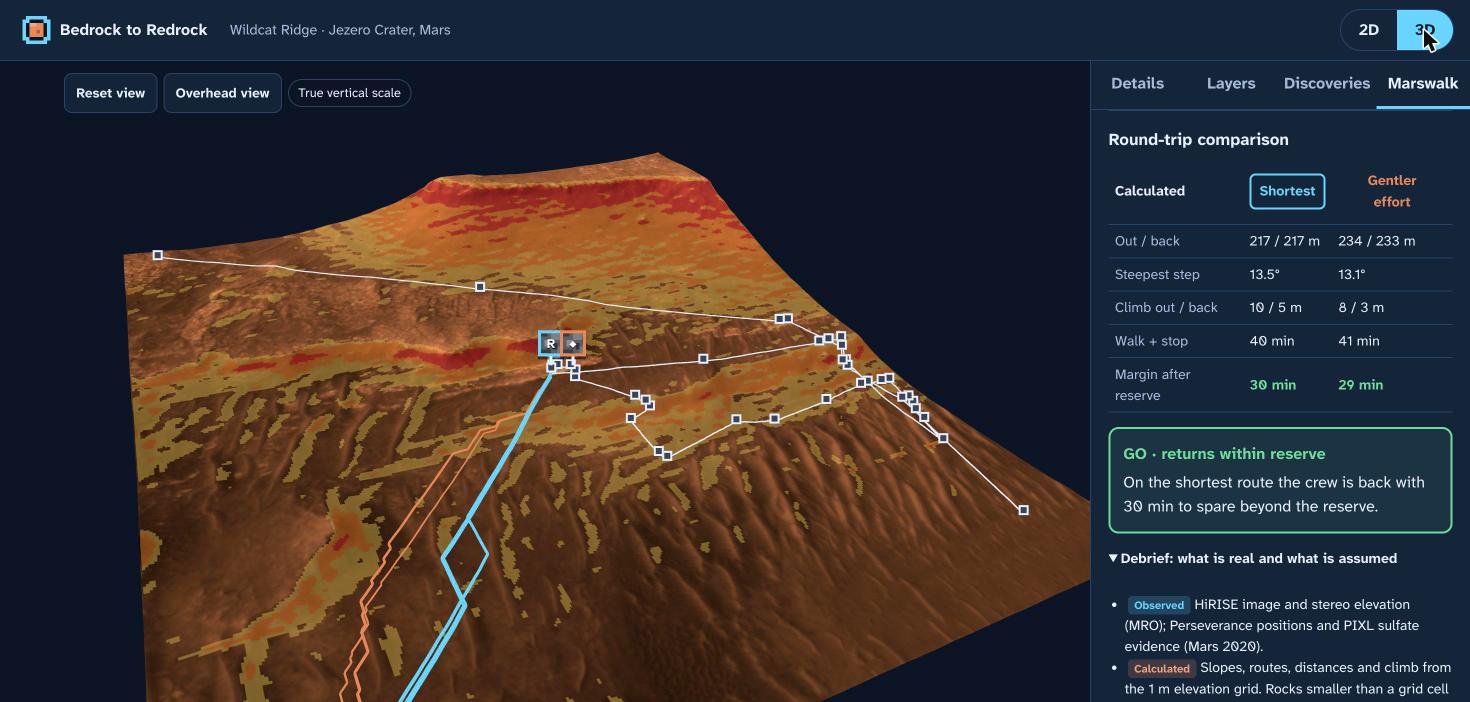 Bedrock to Redrock
Wildcat Ridge · Jezero Crater, Mars
2D
3D
Reset view
Overhead view
True vertical scale
R
Details
Layers
Discoveries
Marswalk
Round-trip comparison
Calculated Shortest Gentler effort
Out / back 217 / 217 m 234 / 233 m
Steepest step 13.5° 13.1°
Climb out / back 10 / 5 m 8 / 3 m
Walk + stop 40 min 41 min
Margin after reserve 30 min 29 min
GO · returns within reserve
On the shortest route the crew is back with
30 min to spare beyond the reserve.
▼ Debrief: what is real and what is assumed
• Observed HiRISE image and stereo elevation
(MRO); Perseverance positions and PIXL sulfate
evidence (Mars 2020).
• Calculated Slopes, routes, distances and climb from
the 1 m elevation grid. Rocks smaller than a grid cell